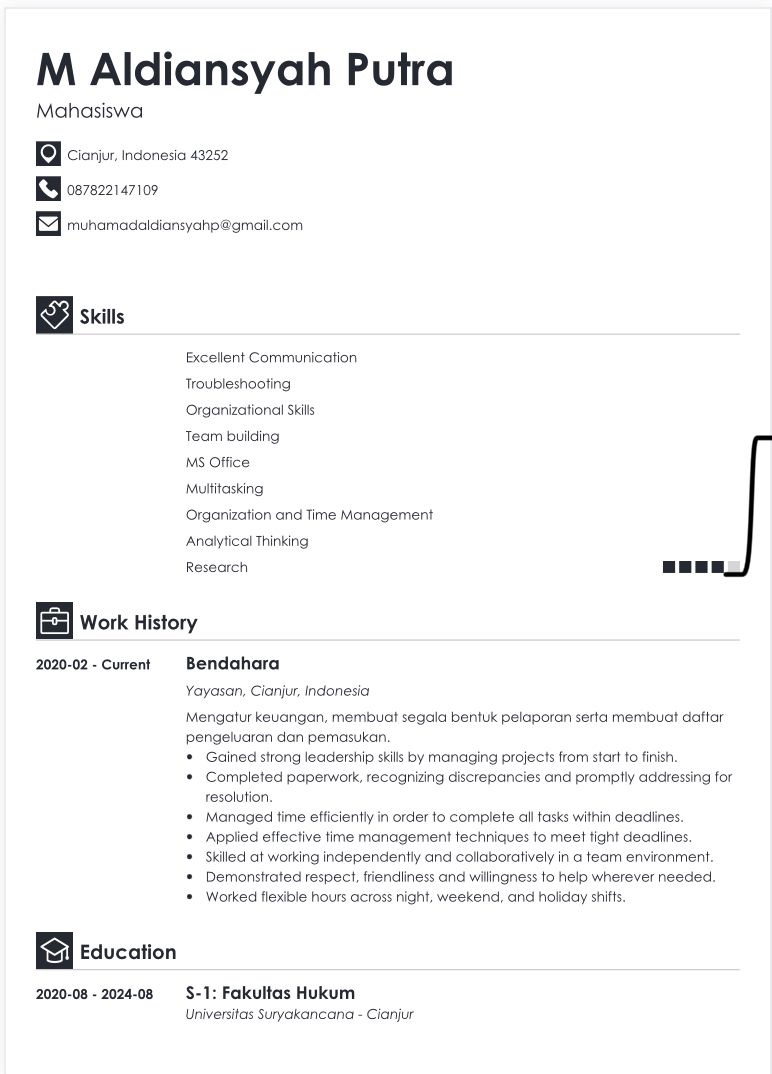 M Aldiansyah Putra
Mahasiswa
Cianjur, Indonesia 43252
087822147109
muhamadaldiansyahp@gmail.com
Skills
Excellent Communication
Troubleshooting
Organizational Skills
Team building
MS Office
Multitasking
Organization and Time Management
Analytical Thinking
Research
Work History
2020-02 - Current
Bendahara
Yayasan, Cianjur, Indonesia
Mengatur keuangan, membuat segala bentuk pelaporan serta membuat daftar
pengeluaran dan pemasukan.
• Gained strong leadership skills by managing projects from start to finish.
• Completed paperwork, recognizing discrepancies and promptly addressing for
resolution.
• Managed time efficiently in order to complete all tasks within deadlines.
• Applied effective time management techniques to meet tight deadlines.
• Skilled at working independently and collaboratively in a team environment.
• Demonstrated respect, friendliness and willingness to help wherever needed.
• Worked flexible hours across night, weekend, and holiday shifts.
Education
2020-08 - 2024-08
S-1: Fakultas Hukum
Universitas Suryakancana - Cianjur